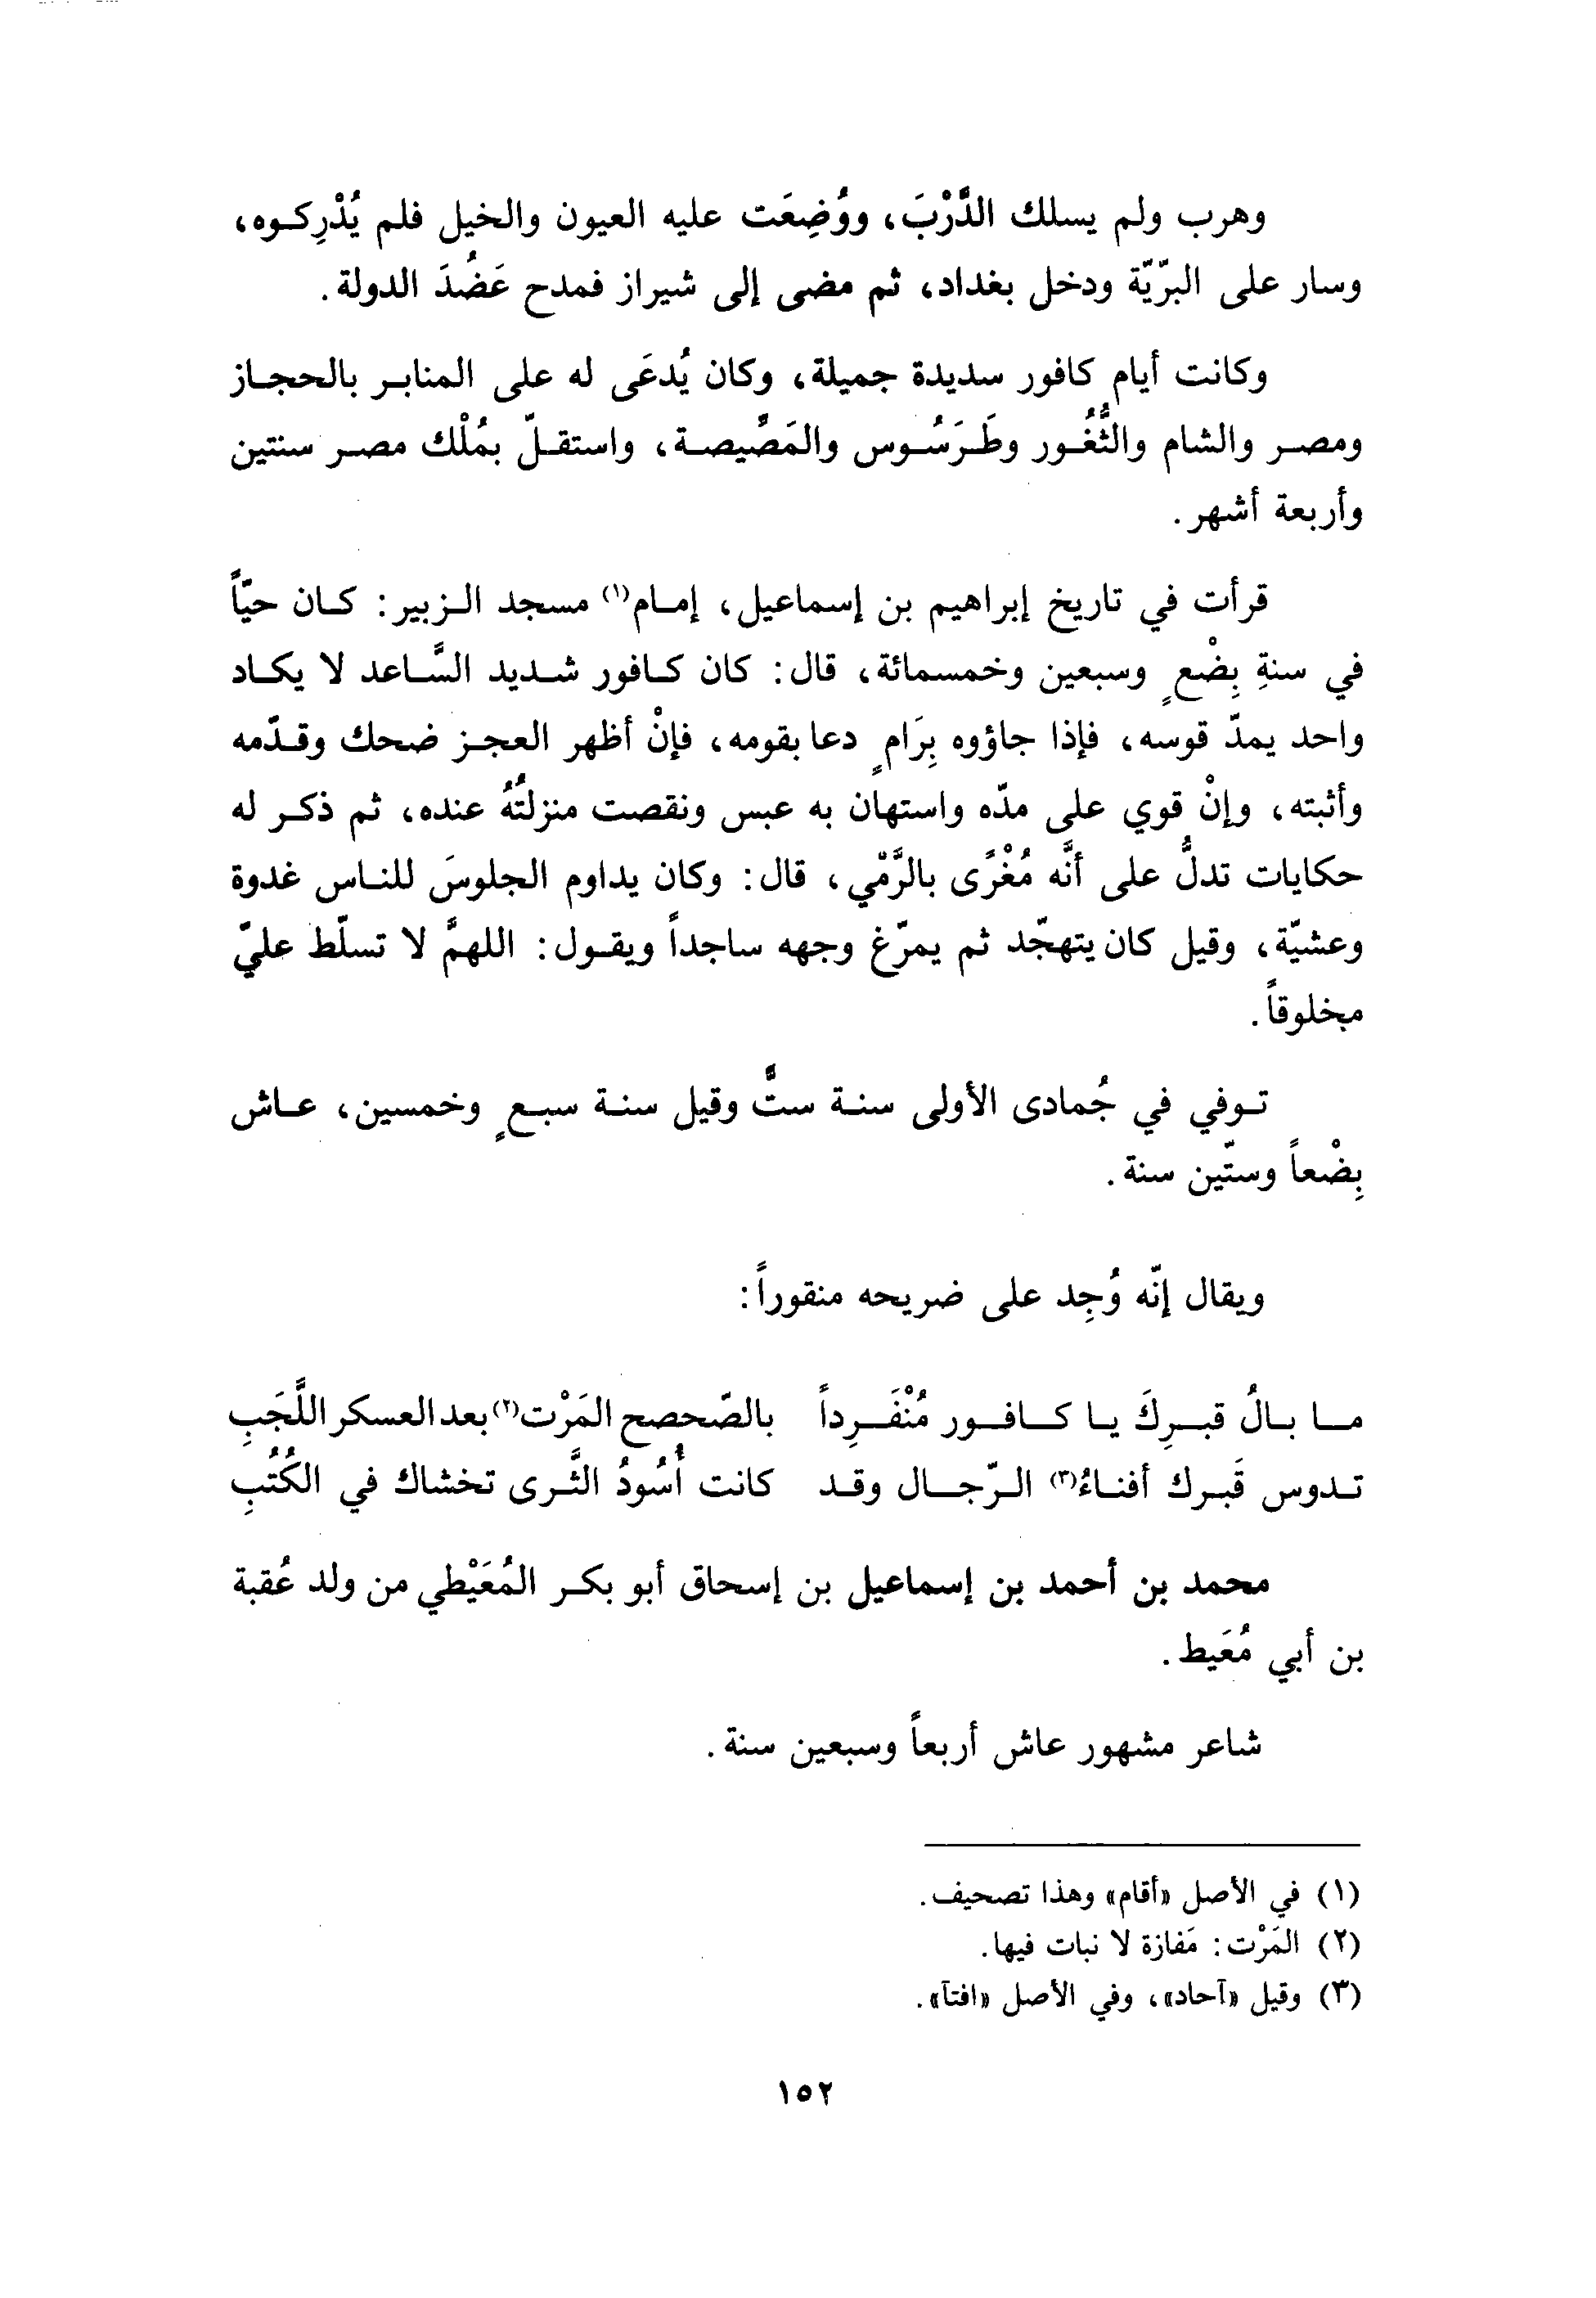 وهرب ولم يسلك الدَّرْبَ، ووُضِعَت عليه العيون والخيل فلم يُدْرِكوه،
وسار على البرّيّة ودخل بغداد، ثم مضى إلى شيراز فمدح عَضُدَ الدولة.
وكانت أيام كافور سديدة جميلة، وكان يُدعَى له على المنابر بالحجاز
ومصر والشام والثُّغُور وطَرَسُوس والمَصِّيصة، واستقلّ بمُلْك مصر سنتين
وأربعة أشهر.
قرأت في تاريخ إبراهيم بن إسماعيل، إمام(١) مسجد الزبير: كان حيّاً
في سنةِ بِضْعٍ وسبعين وخمسمائة، قال: كان كافور شديد السَّاعد لا يكاد
واحد يمدّ قوسه، فإذا جاؤوه بِرَامٍ دعا بقومه، فإنْ أظهر العجز ضحك وقدّمه
وأثبته، وإنْ قوي على مدّه واستهان به عبس ونقصت منزلتُهُ عنده، ثم ذكر له
حكايات تدلُّ على أنَّه مُغْرًى بالرَّمْي، قال: وكان يداوم الجلوسَ للناس غدوة
وعشيّة، وقيل كان يتهجّد ثم يمرّغ وجهه ساجداً ويقول: اللهمَّ لا تسلّط عليّ
مخلوقاً.
توفي في جُمادى الأولى سنة ستٍّ وقيل سنة سبعٍ وخمسين، عاش
بِضْعاً وستّين سنة.
ويقال إنّه وُجِد على ضريحه منقوراً:
ما بالُ قبرِكَ يا كافور مُنْفَرِداً بالصّحصح المَرْت(٢) بعد العسكر اللَّجَبِ
تدوس قَبرك أفناءُ(٣) الرّجال وقد كانت أُسُودُ الثَّرى تخشاك في الكُتُبِ
محمد بن أحمد بن إسماعيل بن إسحاق أبو بكر المُعَيْطي من ولد عُقبة
بن أبي مُعَيط.
شاعر مشهور عاش أربعاً وسبعين سنة.
(١) في الأصل «أقام» وهذا تصحيف.
(٢) المَرْت: مَفازة لا نبات فيها.
(٣) وقيل «آحاد»، وفي الأصل «افتآ».
١٥٢